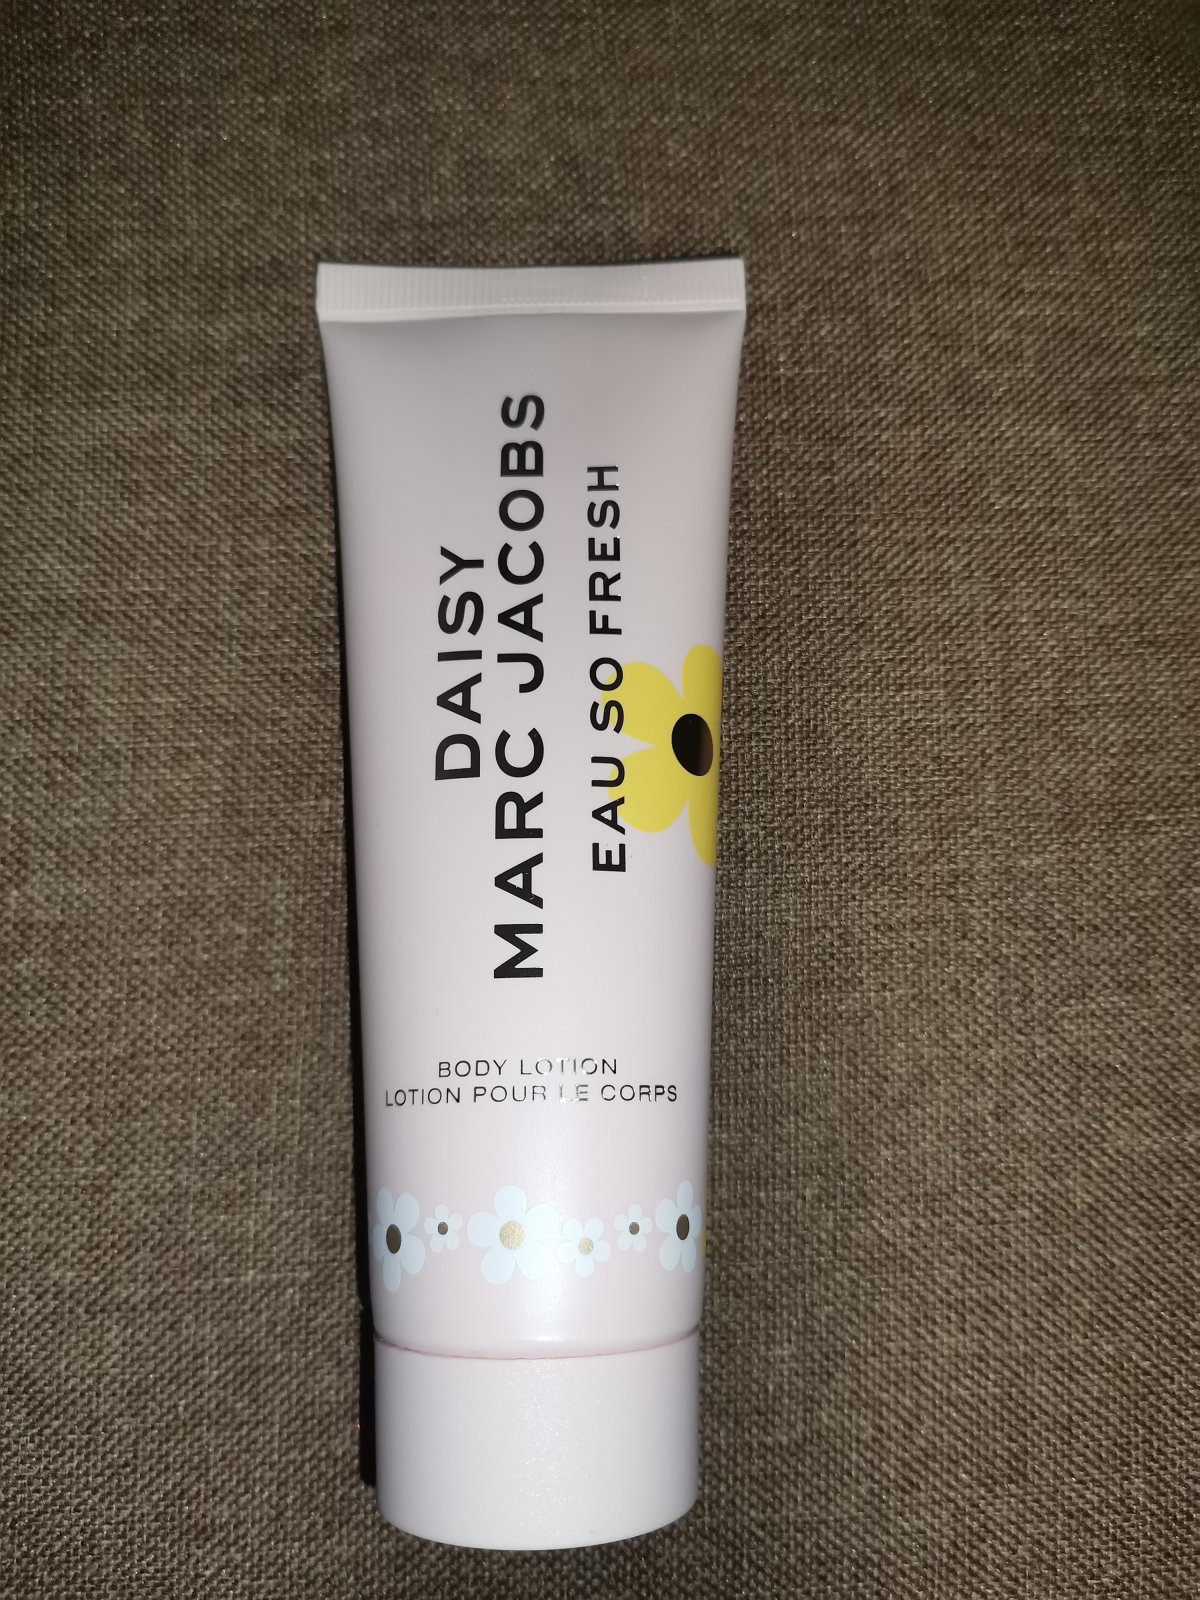 DAISY
MARC JACOBS
EAU SO FRESH
BODY LOTION
LOTION POUR LE CORPS